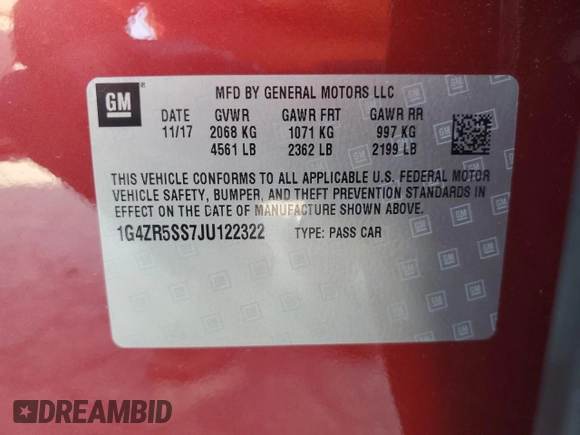 GM
MFD BY GENERAL MOTORS LLC
DATE GVWR GAWR FRT GAWR RR
11/17 2068 KG 1071 KG 997 KG
4561 LB 2362 LB 2199 LB
THIS VEHICLE CONFORMS TO ALL APPLICABLE U.S. FEDERAL MOTOR
VEHICLE SAFETY, BUMPER, AND THEFT PREVENTION STANDARDS IN
EFFECT ON THE DATE OF MANUFACTURE SHOWN ABOVE.
1G4ZR5SS7JU122322 TYPE: PASS CAR
DREAMBID